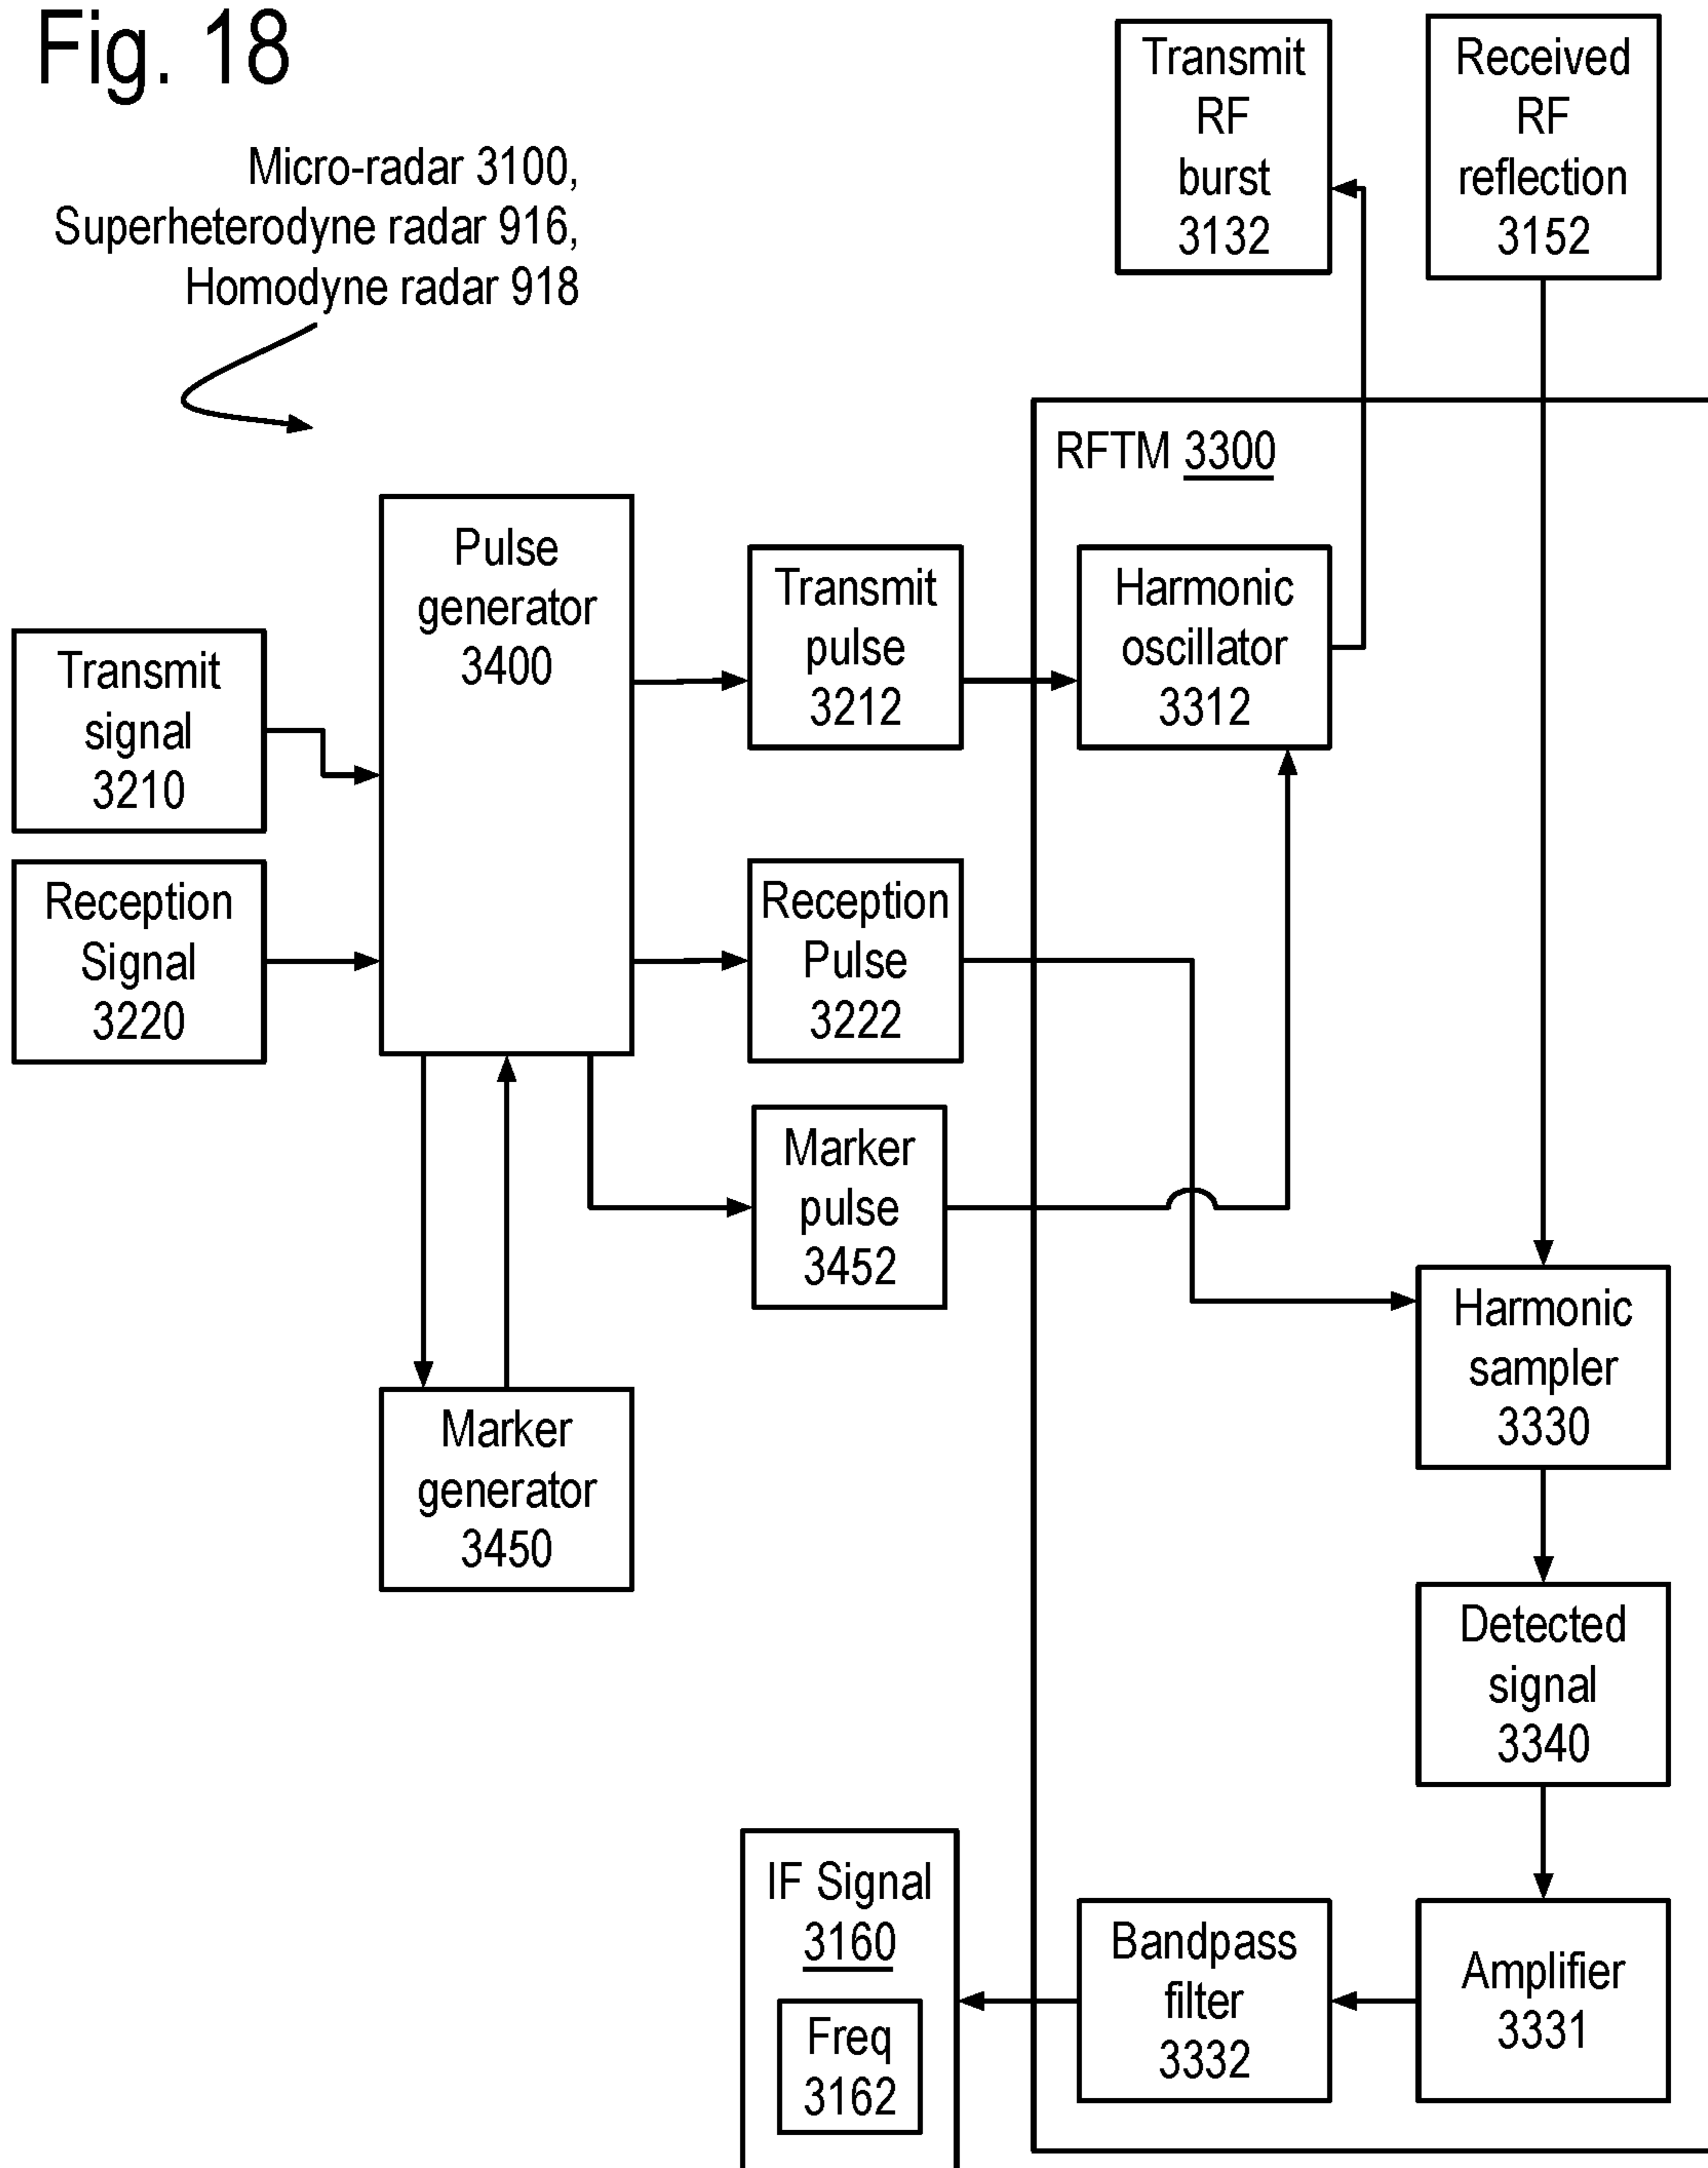 Fig. 18
Micro-radar 3100,
Superheterodyne radar 916,
Homodyne radar 918
Transmit
RF
burst
3132
Received
RF
reflection
3152
RFTM 3300
Pulse
generator
3400
Transmit
pulse
3212
Harmonic
oscillator
3312
Transmit
signal
3210
Reception
Signal
3220
Reception
Pulse
3222
Marker
pulse
3452
Harmonic
sampler
3330
Marker
generator
3450
Detected
signal
3340
IF Signal
3160
Freq
3162
Bandpass
filter
3332
Amplifier
3331